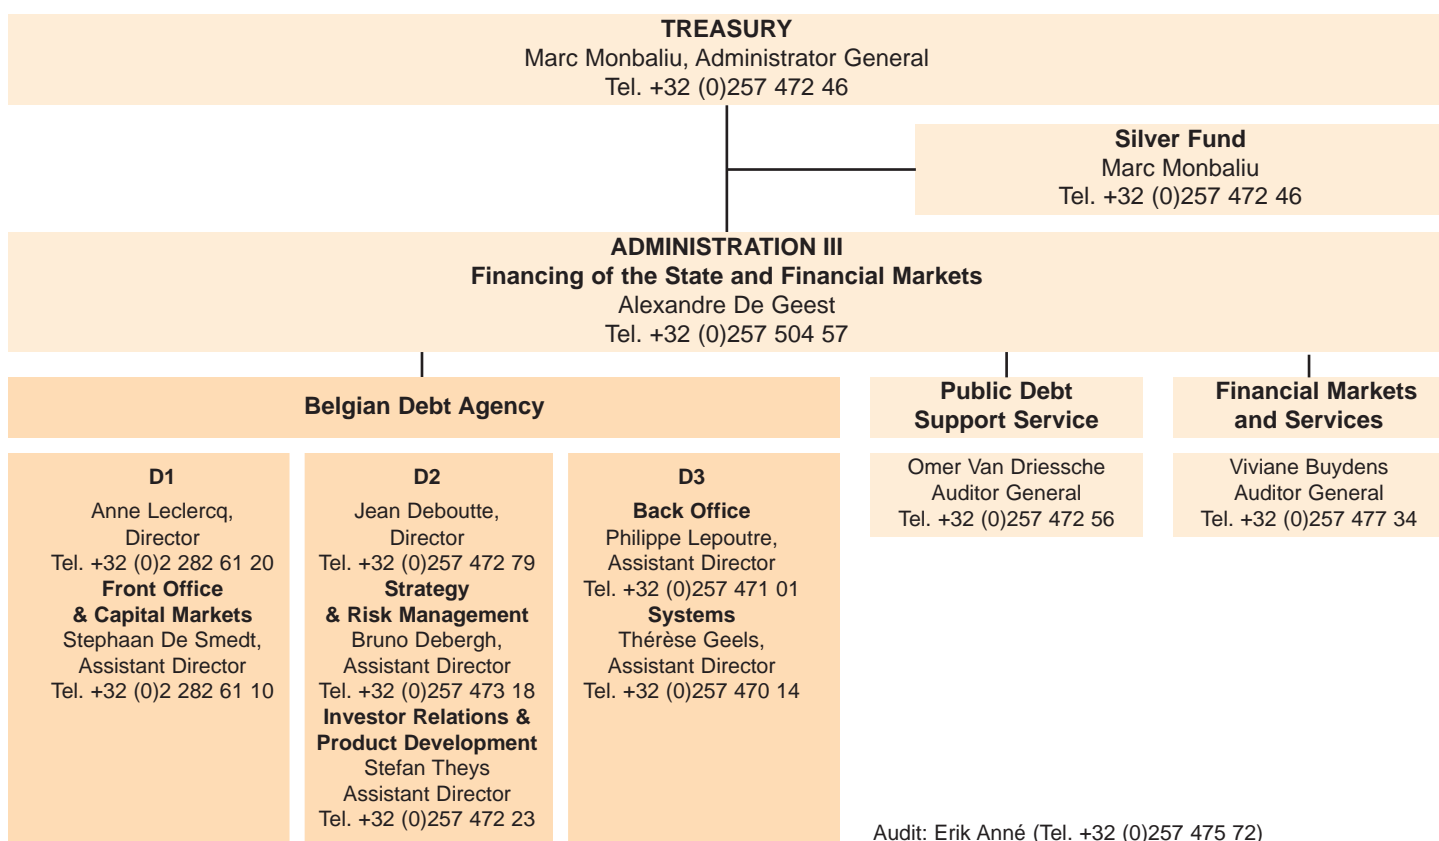 TREASURY
Marc Monbaliu, Administrator General
Tel. +32 (0)257 472 46
Silver Fund
Marc Monbaliu
Tel. +32 (0)257 472 46
ADMINISTRATION III
Financing of the State and Financial Markets
Alexandre De Geest
Tel. +32 (0)257 504 57
Belgian Debt Agency
Public Debt
Support Service
Financial Markets
and Services
D1
Anne Leclercq,
Director
Tel. +32 (0)2 282 61 20
Front Office
& Capital Markets
Stephaan De Smedt,
Assistant Director
Tel. +32 (0)2 282 61 10
D2
Jean Deboutte,
Director
Tel. +32 (0)257 472 79
Strategy
& Risk Management
Bruno Debergh,
Assistant Director
Tel. +32 (0)257 473 18
Investor Relations &
Product Development
Stefan Theys
Assistant Director
Tel. +32 (0)257 472 23
D3
Back Office
Philippe Lepoutre,
Assistant Director
Tel. +32 (0)257 471 01
Systems
Thérèse Geels,
Assistant Director
Tel. +32 (0)257 470 14
Omer Van Driessche
Auditor General
Tel. +32 (0)257 472 56
Viviane Buydens
Auditor General
Tel. +32 (0)257 477 34
Audit: Erik Anné (Tel. +32 (0)257 475 72)